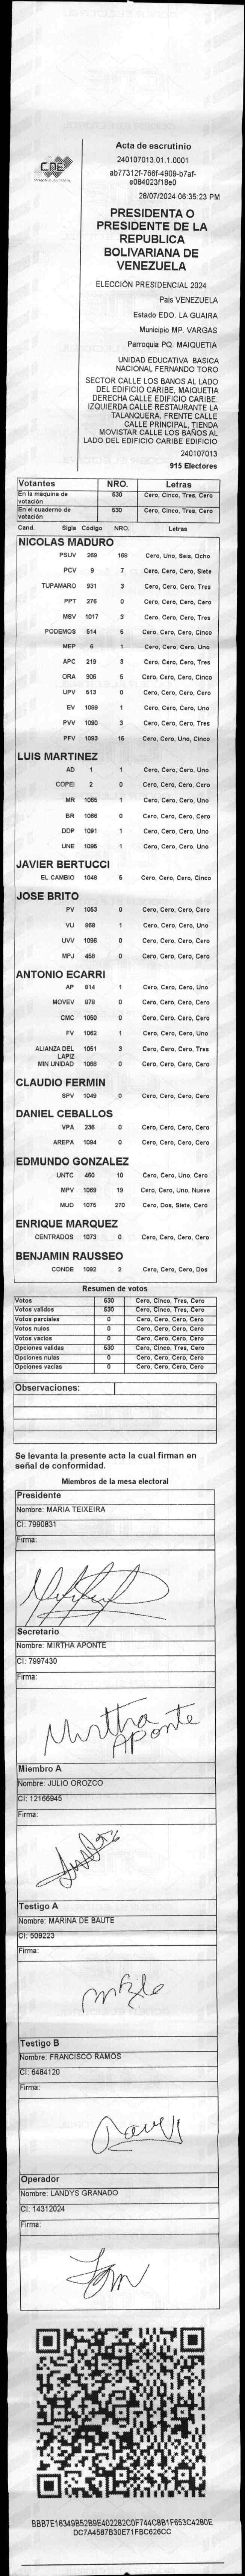 CNE
Acta de escrutinio
240107013.01.1.0001
ab77312f-766f-4909-b7af-
e084023f18e0
28/07/2024 06:35:23 PM
PRESIDENTA O
PRESIDENTE DE LA
REPUBLICA
BOLIVARIANA DE
VENEZUELA
ELECCIÓN PRESIDENCIAL 2024
País VENEZUELA
Estado EDO. LA GUAIRA
Municipio MP. VARGAS
Parroquia PQ. MAIQUETIA
UNIDAD EDUCATIVA BASICA
NACIONAL FERNANDO TORO
SECTOR CALLE LOS BANOS AL LADO
DEL EDIFICIO CARIBE, MAIQUETIA
DERECHA CALLE EDIFICIO CARIBE.
IZQUIERDA CALLE RESTAURANTE LA
TALANQUERA. FRENTE CALLE
CALLE PRINCIPAL, TIENDA
MOVISTAR CALLE LOS BAÑOS AL
LADO DEL EDIFICIO CARIBE EDIFICIO
240107013
915 Electores
Votantes NRO. Letras
En la máquina de votación 530 Cero, Cinco, Tres, Cero
En el cuaderno de votación 530 Cero, Cinco, Tres, Cero
Cand. Sigla Código NRO. Letras
NICOLAS MADURO
PSUV 269 168 Cero, Uno, Seis, Ocho
PCV 9 7 Cero, Cero, Cero, Siete
TUPAMARO 931 3 Cero, Cero, Cero, Tres
PPT 276 0 Cero, Cero, Cero, Cero
MSV 1017 3 Cero, Cero, Cero, Tres
PODEMOS 514 5 Cero, Cero, Cero, Cinco
MEP 6 1 Cero, Cero, Cero, Uno
APC 219 3 Cero, Cero, Cero, Tres
ORA 906 5 Cero, Cero, Cero, Cinco
UPV 513 0 Cero, Cero, Cero, Cero
EV 1089 1 Cero, Cero, Cero, Uno
PVV 1090 3 Cero, Cero, Cero, Tres
PFV 1093 15 Cero, Cero, Uno, Cinco
LUIS MARTINEZ
AD 1 1 Cero, Cero, Cero, Uno
COPEI 2 0 Cero, Cero, Cero, Cero
MR 1065 1 Cero, Cero, Cero, Uno
BR 1066 0 Cero, Cero, Cero, Cero
DDP 1091 1 Cero, Cero, Cero, Uno
UNE 1095 1 Cero, Cero, Cero, Uno
JAVIER BERTUCCI
EL CAMBIO 1048 5 Cero, Cero, Cero, Cinco
JOSE BRITO
PV 1053 0 Cero, Cero, Cero, Cero
VU 868 1 Cero, Cero, Cero, Uno
UVV 1096 0 Cero, Cero, Cero, Cero
MPJ 456 0 Cero, Cero, Cero, Cero
ANTONIO ECARRI
AP 814 1 Cero, Cero, Cero, Uno
MOVEV 878 0 Cero, Cero, Cero, Cero
CMC 1050 0 Cero, Cero, Cero, Cero
FV 1062 1 Cero, Cero, Cero, Uno
ALIANZA DEL LAPIZ 1051 3 Cero, Cero, Cero, Tres
MIN UNIDAD 1068 0 Cero, Cero, Cero, Cero
CLAUDIO FERMIN
SPV 1049 0 Cero, Cero, Cero, Cero
DANIEL CEBALLOS
VPA 236 0 Cero, Cero, Cero, Cero
AREPA 1094 0 Cero, Cero, Cero, Cero
EDMUNDO GONZALEZ
UNTC 460 10 Cero, Cero, Uno, Cero
MPV 1069 19 Cero, Cero, Uno, Nueve
MUD 1075 270 Cero, Dos, Siete, Cero
ENRIQUE MARQUEZ
CENTRADOS 1073 0 Cero, Cero, Cero, Cero
BENJAMIN RAUSSEO
CONDE 1092 2 Cero, Cero, Cero, Dos
Resumen de votos
Votos 530 Cero, Cinco, Tres, Cero
Votos validos 530 Cero, Cinco, Tres, Cero
Votos parciales 0 Cero, Cero, Cero, Cero
Votos nulos 0 Cero, Cero, Cero, Cero
Votos vacios 0 Cero, Cero, Cero, Cero
Opciones validas 530 Cero, Cinco, Tres, Cero
Opciones nulas 0 Cero, Cero, Cero, Cero
Opciones vacias 0 Cero, Cero, Cero, Cero
Observaciones:
Se levanta la presente acta la cual firman en
señal de conformidad.
Miembros de la mesa electoral
Presidente
Nombre: MARIA TEIXEIRA
CI: 7990831
Firma:
Secretario
Nombre: MIRTHA APONTE
CI: 7997430
Firma:
Mirtha
Aponte
Miembro A
Nombre: JULIO OROZCO
CI: 12166945
Firma:
Testigo A
Nombre: MARINA DE BAUTE
CI: 509223
Firma:
Testigo B
Nombre: FRANCISCO RAMOS
CI: 6484120
Firma:
Operador
Nombre: LANDYS GRANADO
CI: 14312024
Firma:
BBB7E16349B52B9E402282C0F744C8B1F653C4280E
DC7A4567B30E71FBC626CC